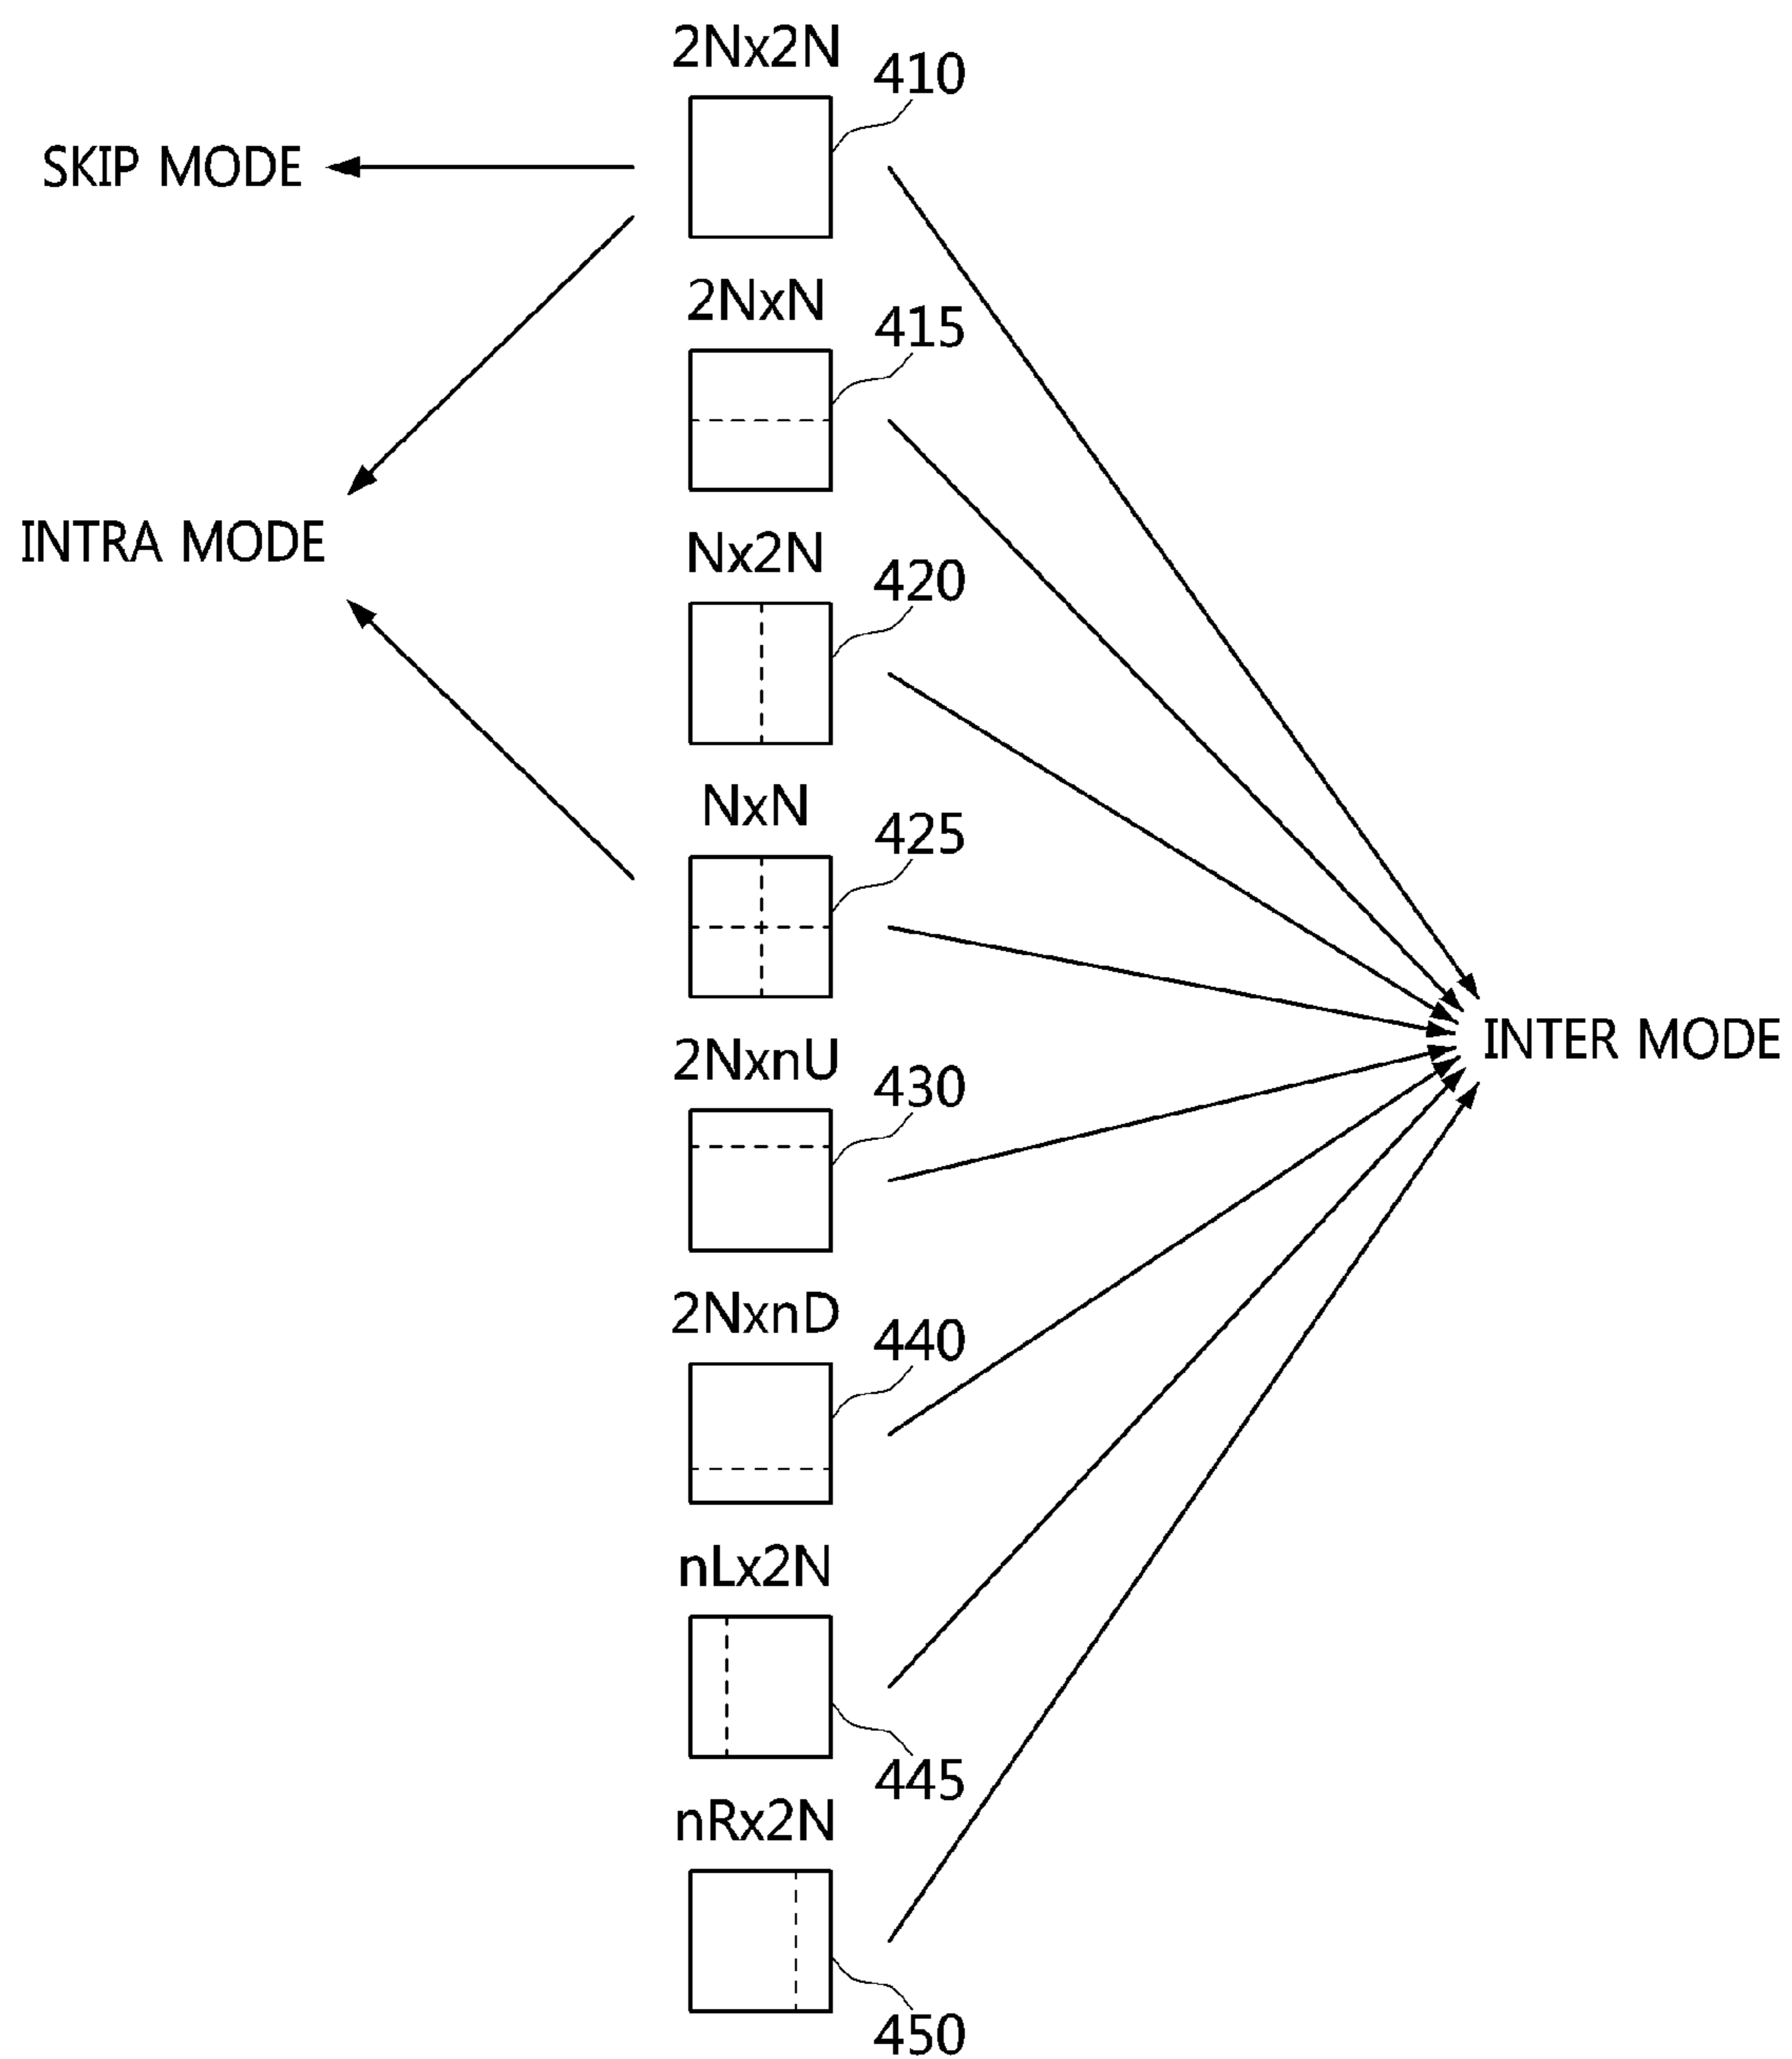 2Nx2N
410
SKIP MODE
2NxN
415
INTRA MODE
Nx2N
420
NxN
425
INTER MODE
2NxnU
430
2NxnD
440
nLx2N
445
nRx2N
450